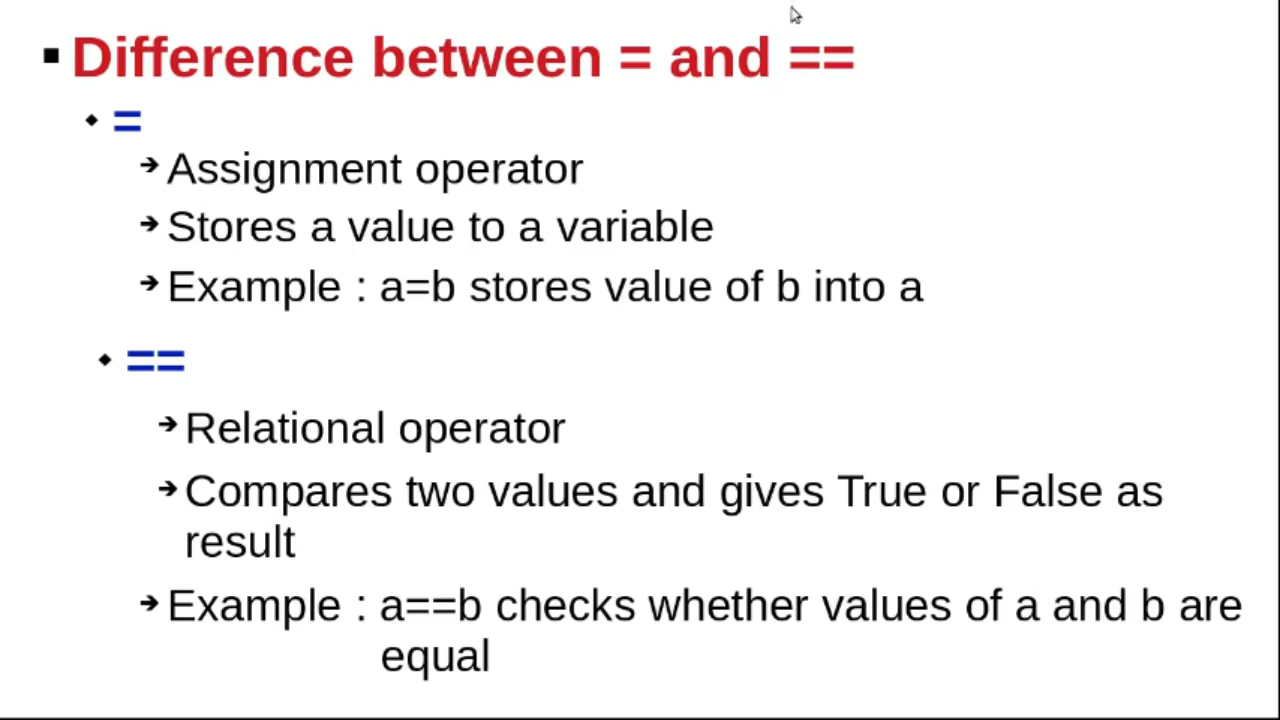 Difference between = and ==
=
Assignment operator
Stores a value to a variable
Example : a=b stores value of b into a
==
Relational operator
Compares two values and gives True or False as
result
Example : a==b checks whether values of a and b are
equal